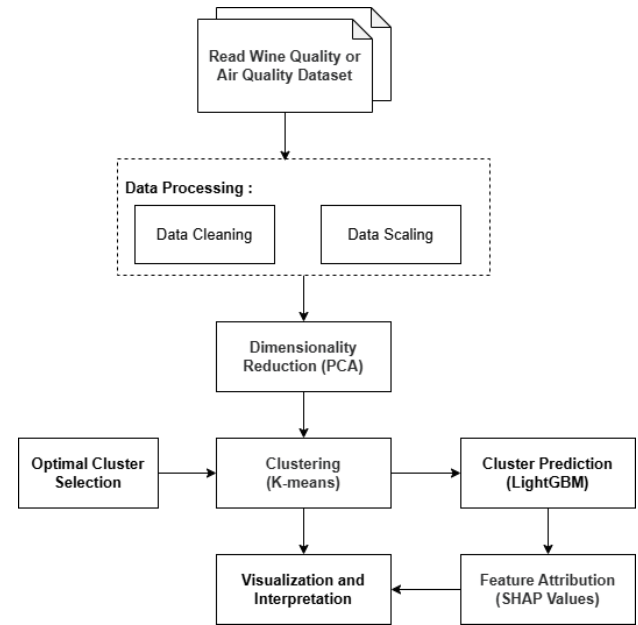 Read Wine Quality or
Air Quality Dataset
Data Processing :
Data Cleaning
Data Scaling
Dimensionality
Reduction (PCA)
Optimal Cluster
Selection
Clustering
(K-means)
Cluster Prediction
(LightGBM)
Visualization and
Interpretation
Feature Attribution
(SHAP Values)